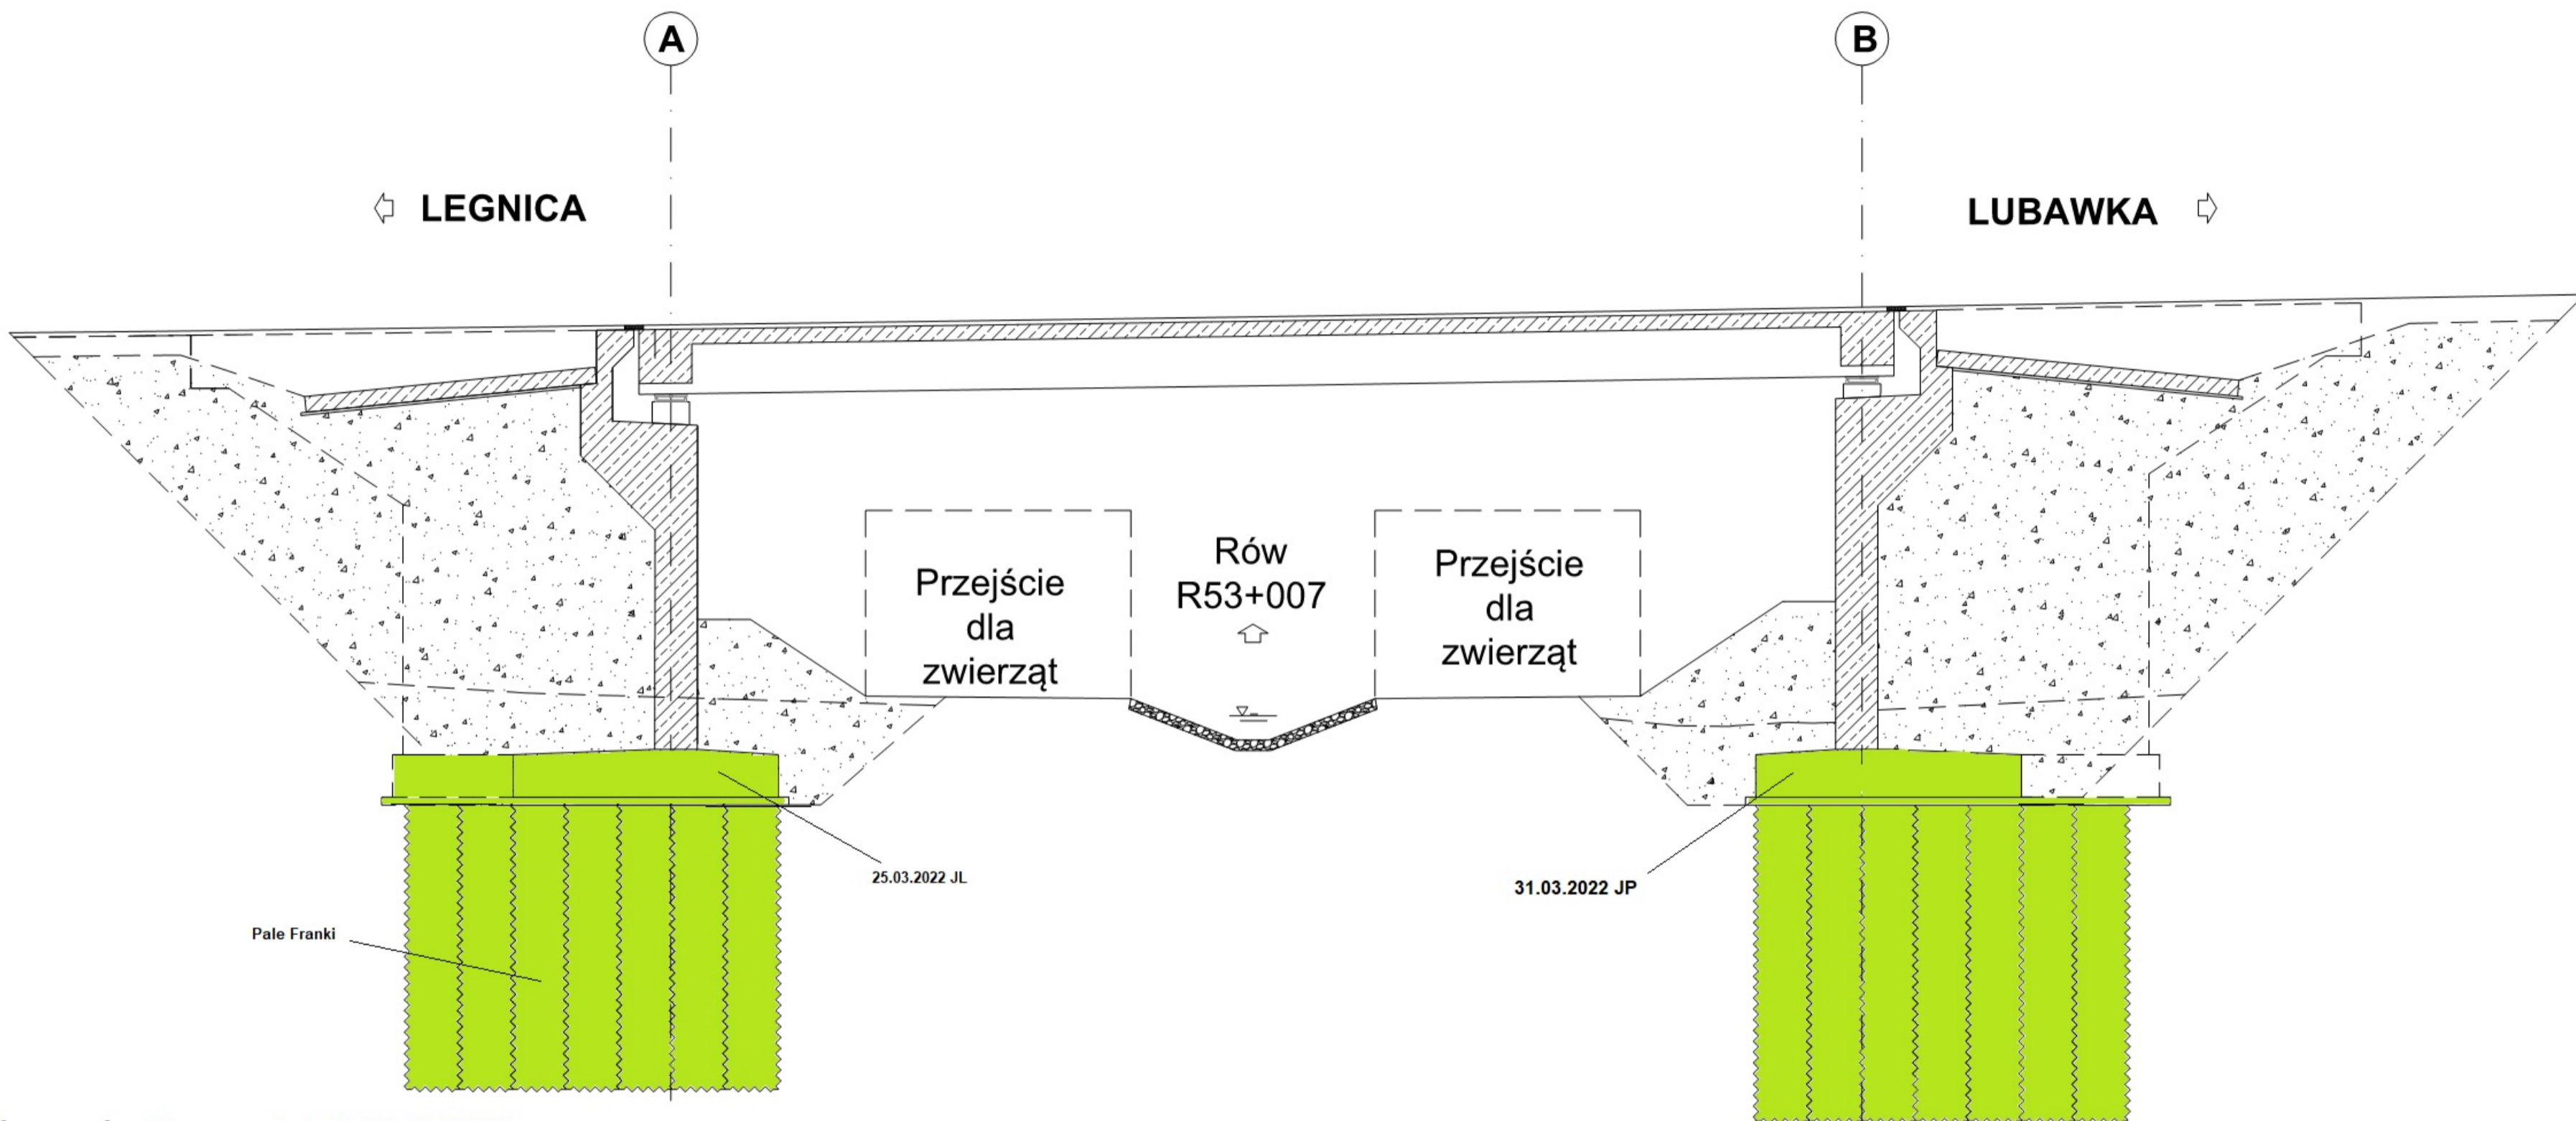 A
B
LEGNICA
LUBAWKA
Przejście
dla
zwierząt
Rów
R53+007
Przejście
dla
zwierząt
25.03.2022 JL
31.03.2022 JP
Pale Franki